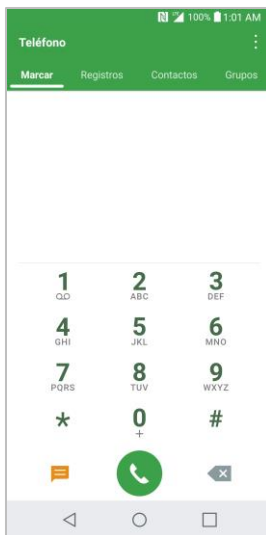 100% 1:01 AM
Teléfono
Marcar Registros Contactos Grupos
1 2 3
ABC DEF
4 5 6
GHI JKL MNO
7 8 9
PQRS TUV WXYZ
* 0 #
+